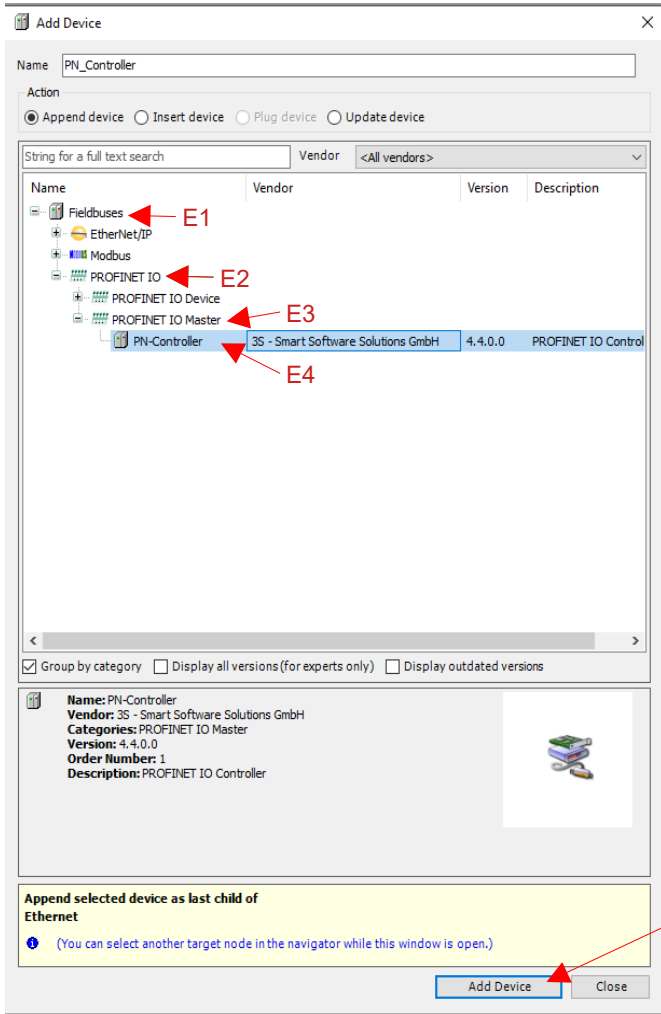 Add Device
Name PN_Controller
Action
Append device Insert device Plug device Update device
String for a full text search Vendor <All vendors>
Name Vendor Version Description
Fieldbuses E1
EtherNet/IP
Modbus
PROFINET IO E2
PROFINET IO Device
PROFINET IO Master E3
PN-Controller 3S - Smart Software Solutions GmbH 4.4.0.0 PROFINET IO Control
E4
Group by category Display all versions (for experts only) Display outdated versions
Name: PN-Controller
Vendor: 3S - Smart Software Solutions GmbH
Categories: PROFINET IO Master
Version: 4.4.0.0
Order Number: 1
Description: PROFINET IO Controller
Append selected device as last child of
Ethernet
(You can select another target node in the navigator while this window is open.)
Add Device Close